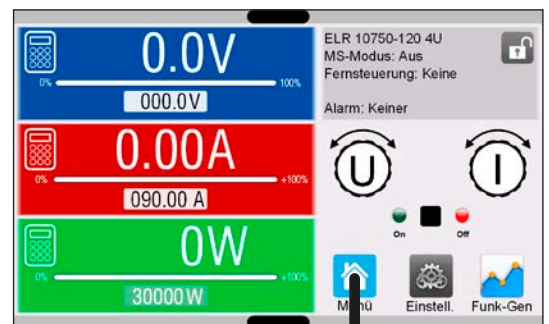 0.0V
0% 100%
000.0V
0.00A
0% +100%
090.00 A
0W
0% +100%
30000W
ELR 10750-120 4U
MS-Modus: Aus
Fernsteuerung: Keine
Alarm: Keiner
U I
On Off
Menü Einstell. Funk-Gen